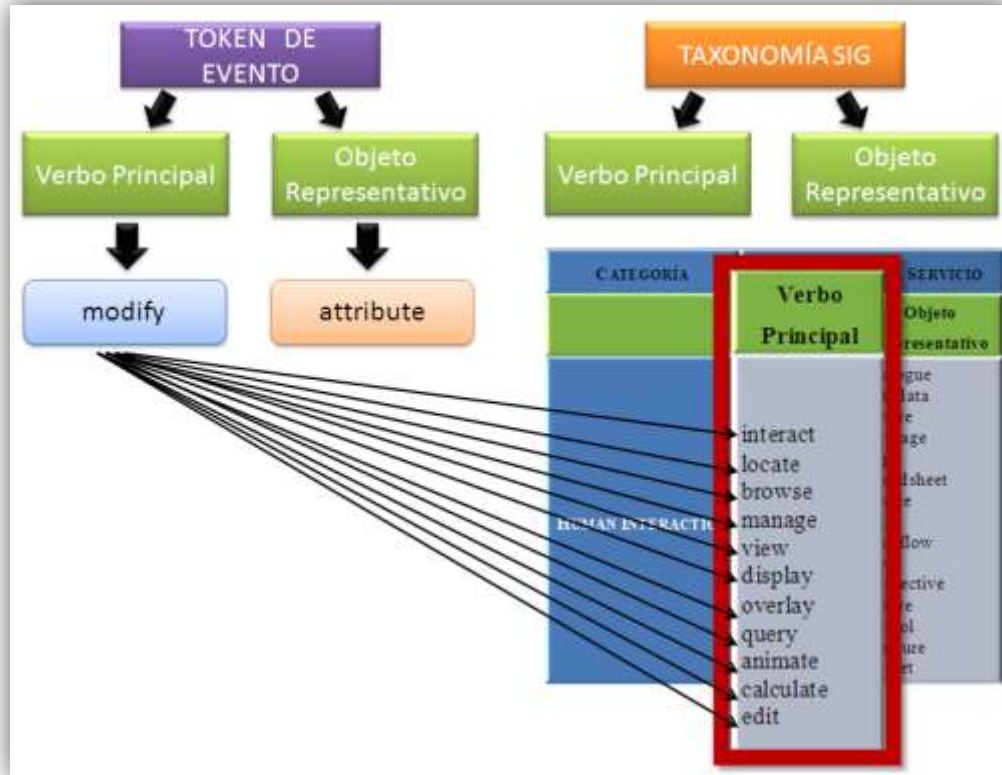 TOKEN DE
EVENTO
TAXONOMÍA SIG
Verbo Principal
Objeto
Representativo
Verbo Principal
Objeto
Representativo
modify
attribute
CATEGORÍA
SERVICIO
Verbo
Principal
Objeto
HUMAN
interact
locate
browse
manage
view
display
overlay
query
animate
calculate
edit